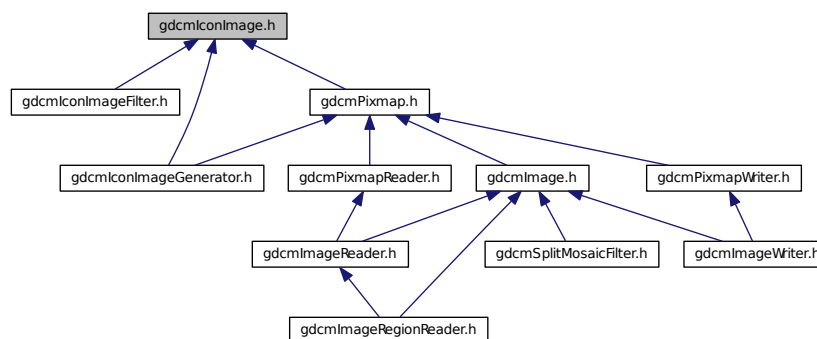 gdcmIconImage.h
gdcmIconImageFilter.h
gdcmPixmap.h
gdcmIconImageGenerator.h
gdcmPixmapReader.h
gdcmImage.h
gdcmPixmapWriter.h
gdcmImageReader.h
gdcmSplitMosaicFilter.h
gdcmImageWriter.h
gdcmImageRegionReader.h